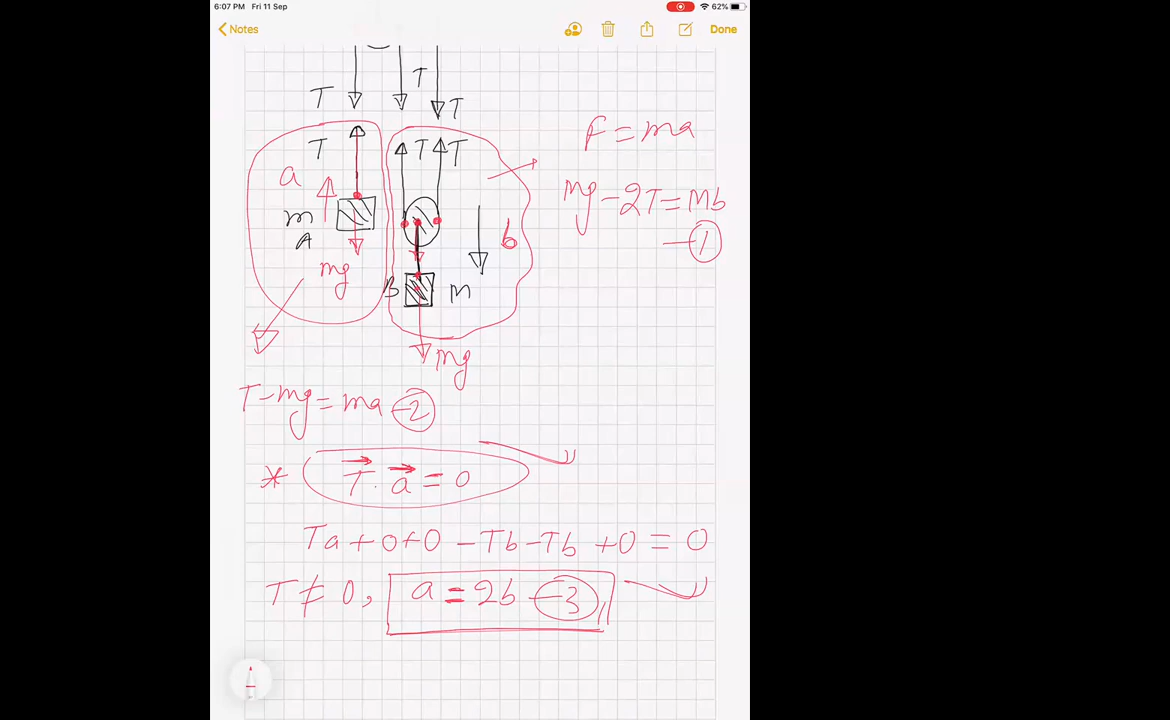 6:07 PM Fri 11 Sep
62%
Notes
Done
T
T
T
T
T T
a
m
A
mg
b
B
M
Mg
F = ma
Mg - 2T = Mb
- 1
T - mg = ma - 2
* T . a = 0
Ta + 0 + 0 - Tb - Tb + 0 = 0
T ≠ 0, a = 2b - 3